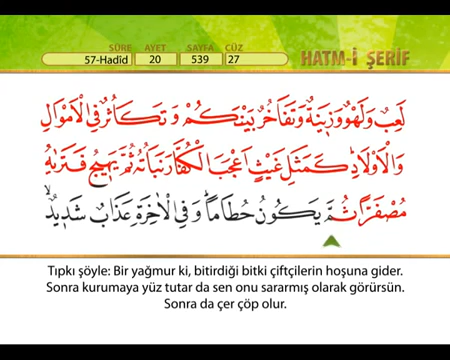 SÛRE AYET SAYFA CÜZ
57-Hadîd 20 539 27
HATM-İ ŞERİF
لَعِبٌ وَلَهْوٌ وَزٖينَةٌ وَتَفَاخُرٌ بَيْنَكُمْ وَتَكَاثُرٌ فِي الْاَمْوَالِ
وَالْاَوْلَادِؕ كَمَثَلِ غَيْثٍ اَعْجَبَ الْكُفَّارَ نَبَاتُهُ ثُمَّ يَهٖيجُ فَتَرٰيهُ
مُصْفَرًّا ثُمَّ يَكُونُ حُطَامًاؕ وَفِي الْاٰخِرَةِ عَذَابٌ شَدٖيدٌۙ
Tıpkı şöyle: Bir yağmur ki, bitirdiği bitki çiftçilerin hoşuna gider.
Sonra kurumaya yüz tutar da sen onu sararmış olarak görürsün.
Sonra da çer çöp olur.